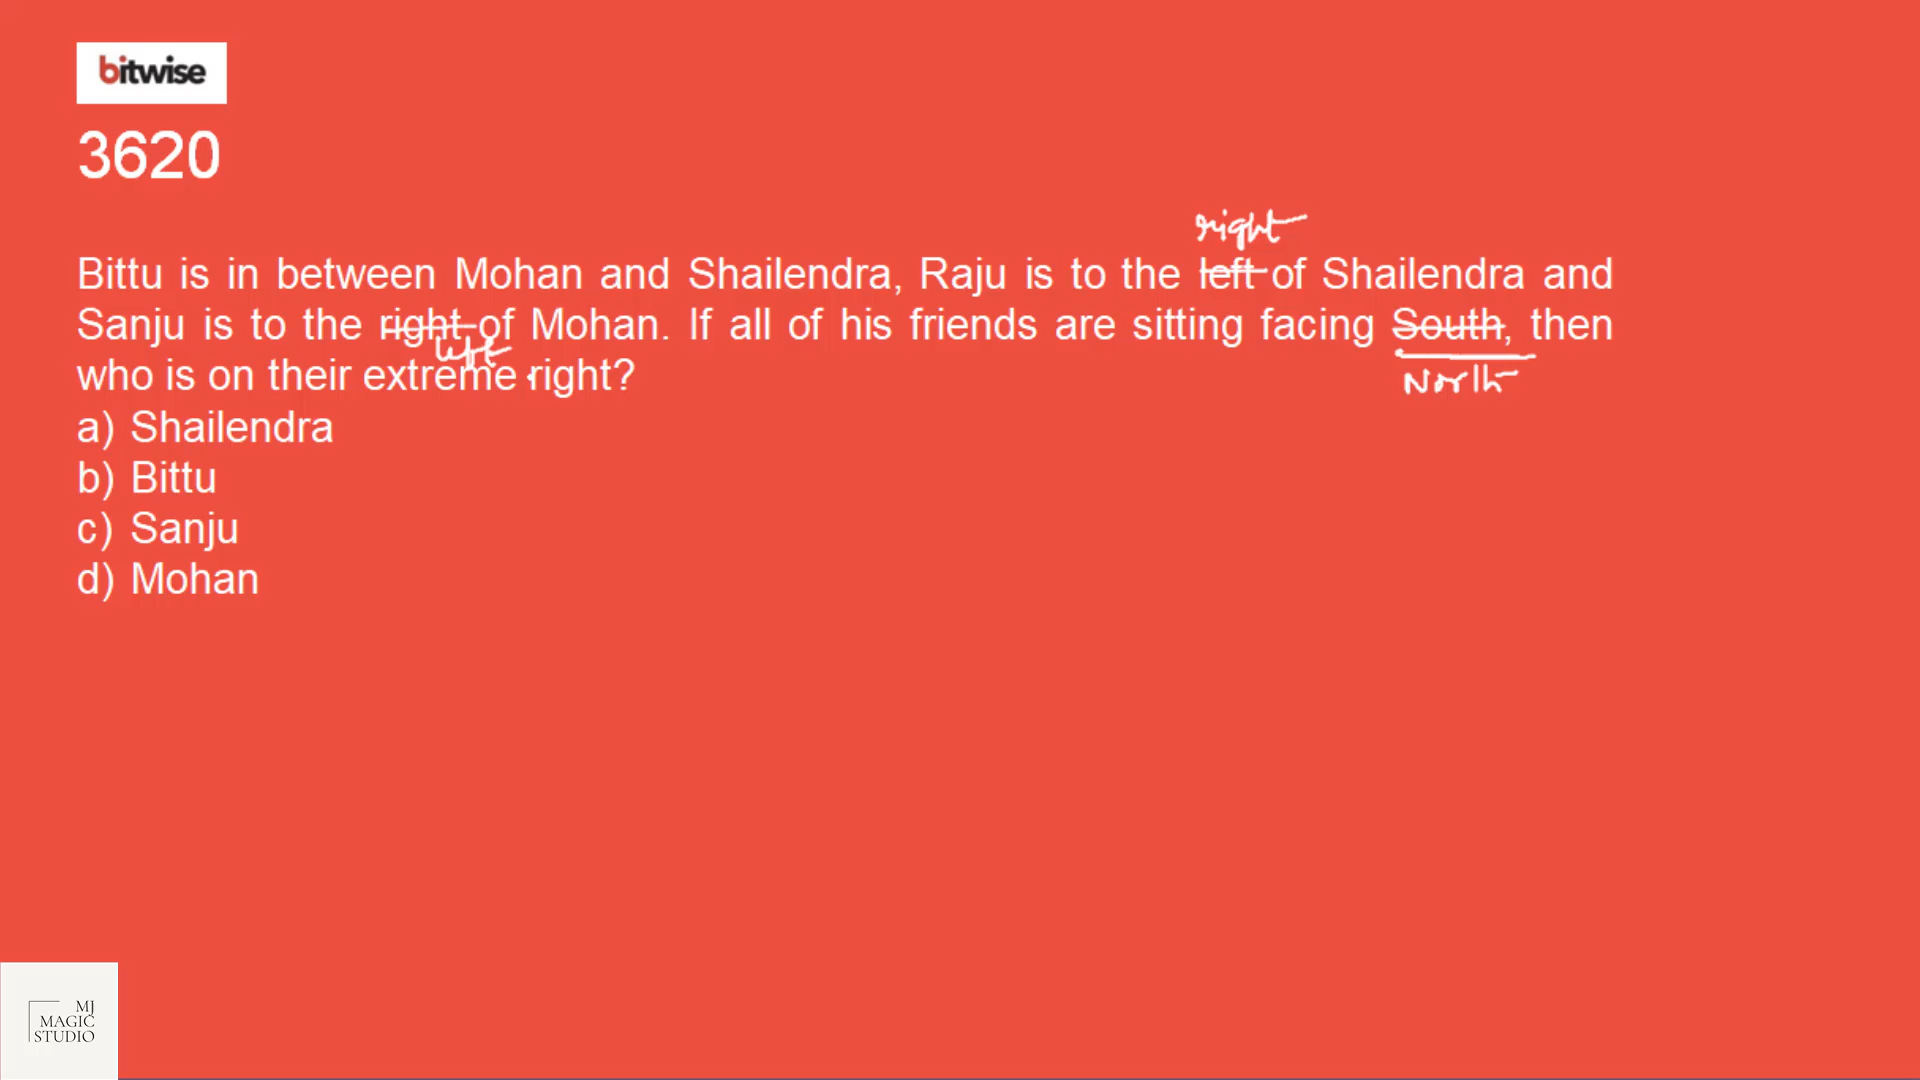 bitwise
3620
right
Bittu is in between Mohan and Shailendra, Raju is to the left of Shailendra and
Sanju is to the right of Mohan. If all of his friends are sitting facing South, then
left
who is on their extreme right?
North
a) Shailendra
b) Bittu
c) Sanju
d) Mohan
MJ
MAGIC
STUDIO